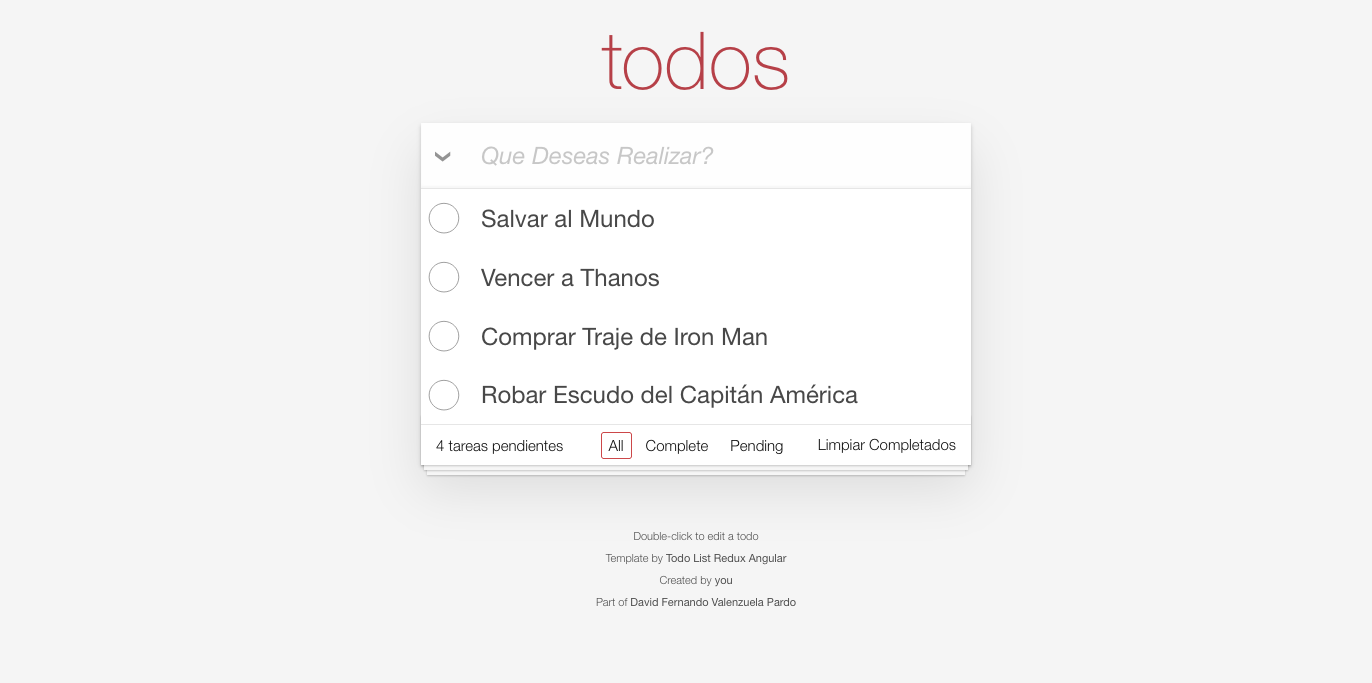 todos
Que Deseas Realizar?
Salvar al Mundo
Vencer a Thanos
Comprar Traje de Iron Man
Robar Escudo del Capitán América
4 tareas pendientes All Complete Pending Limpiar Completados
Double-click to edit a todo
Template by Todo List Redux Angular
Created by you
Part of David Fernando Valenzuela Pardo